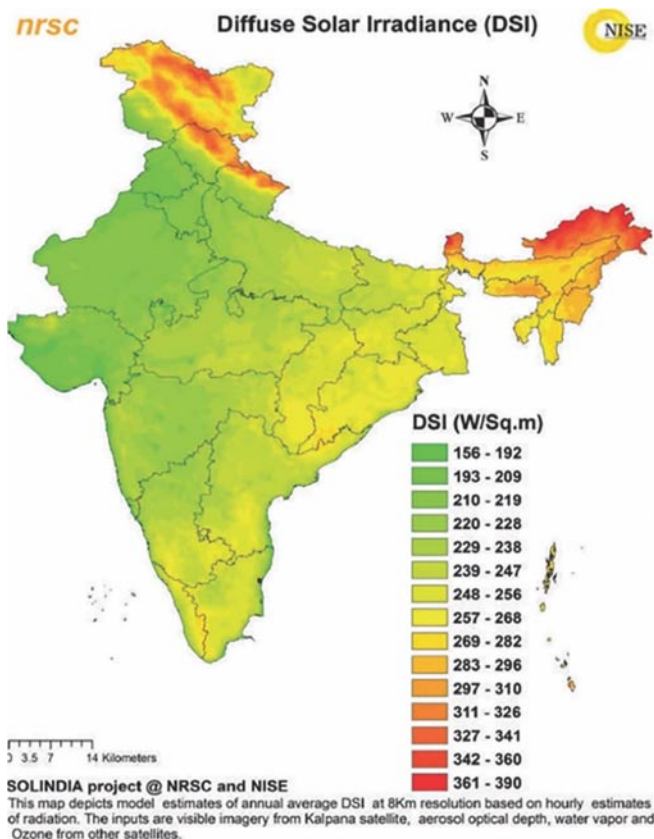 nrsc
Diffuse Solar Irradiance (DSI)
NISE
N
W E
S
DSI (W/Sq.m)
156 - 192
193 - 209
210 - 219
220 - 228
229 - 238
239 - 247
248 - 256
257 - 268
269 - 282
283 - 296
297 - 310
311 - 326
327 - 341
342 - 360
361 - 390
0 3.5 7 14 Kilometers
SOLINDIA project @ NRSC and NISE
This map depicts model estimates of annual average DSI at 8Km resolution based on hourly estimates
of radiation. The inputs are visible imagery from Kalpana satellite, aerosol optical depth, water vapor and
Ozone from other satellites.